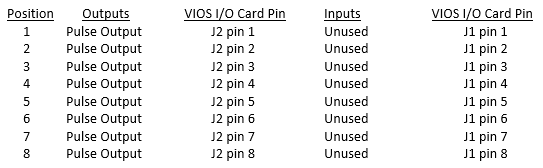 Position Outputs VIOS I/O Card Pin Inputs VIOS I/O Card Pin
1 Pulse Output J2 pin 1 Unused J1 pin 1
2 Pulse Output J2 pin 2 Unused J1 pin 2
3 Pulse Output J2 pin 3 Unused J1 pin 3
4 Pulse Output J2 pin 4 Unused J1 pin 4
5 Pulse Output J2 pin 5 Unused J1 pin 5
6 Pulse Output J2 pin 6 Unused J1 pin 6
7 Pulse Output J2 pin 7 Unused J1 pin 7
8 Pulse Output J2 pin 8 Unused J1 pin 8